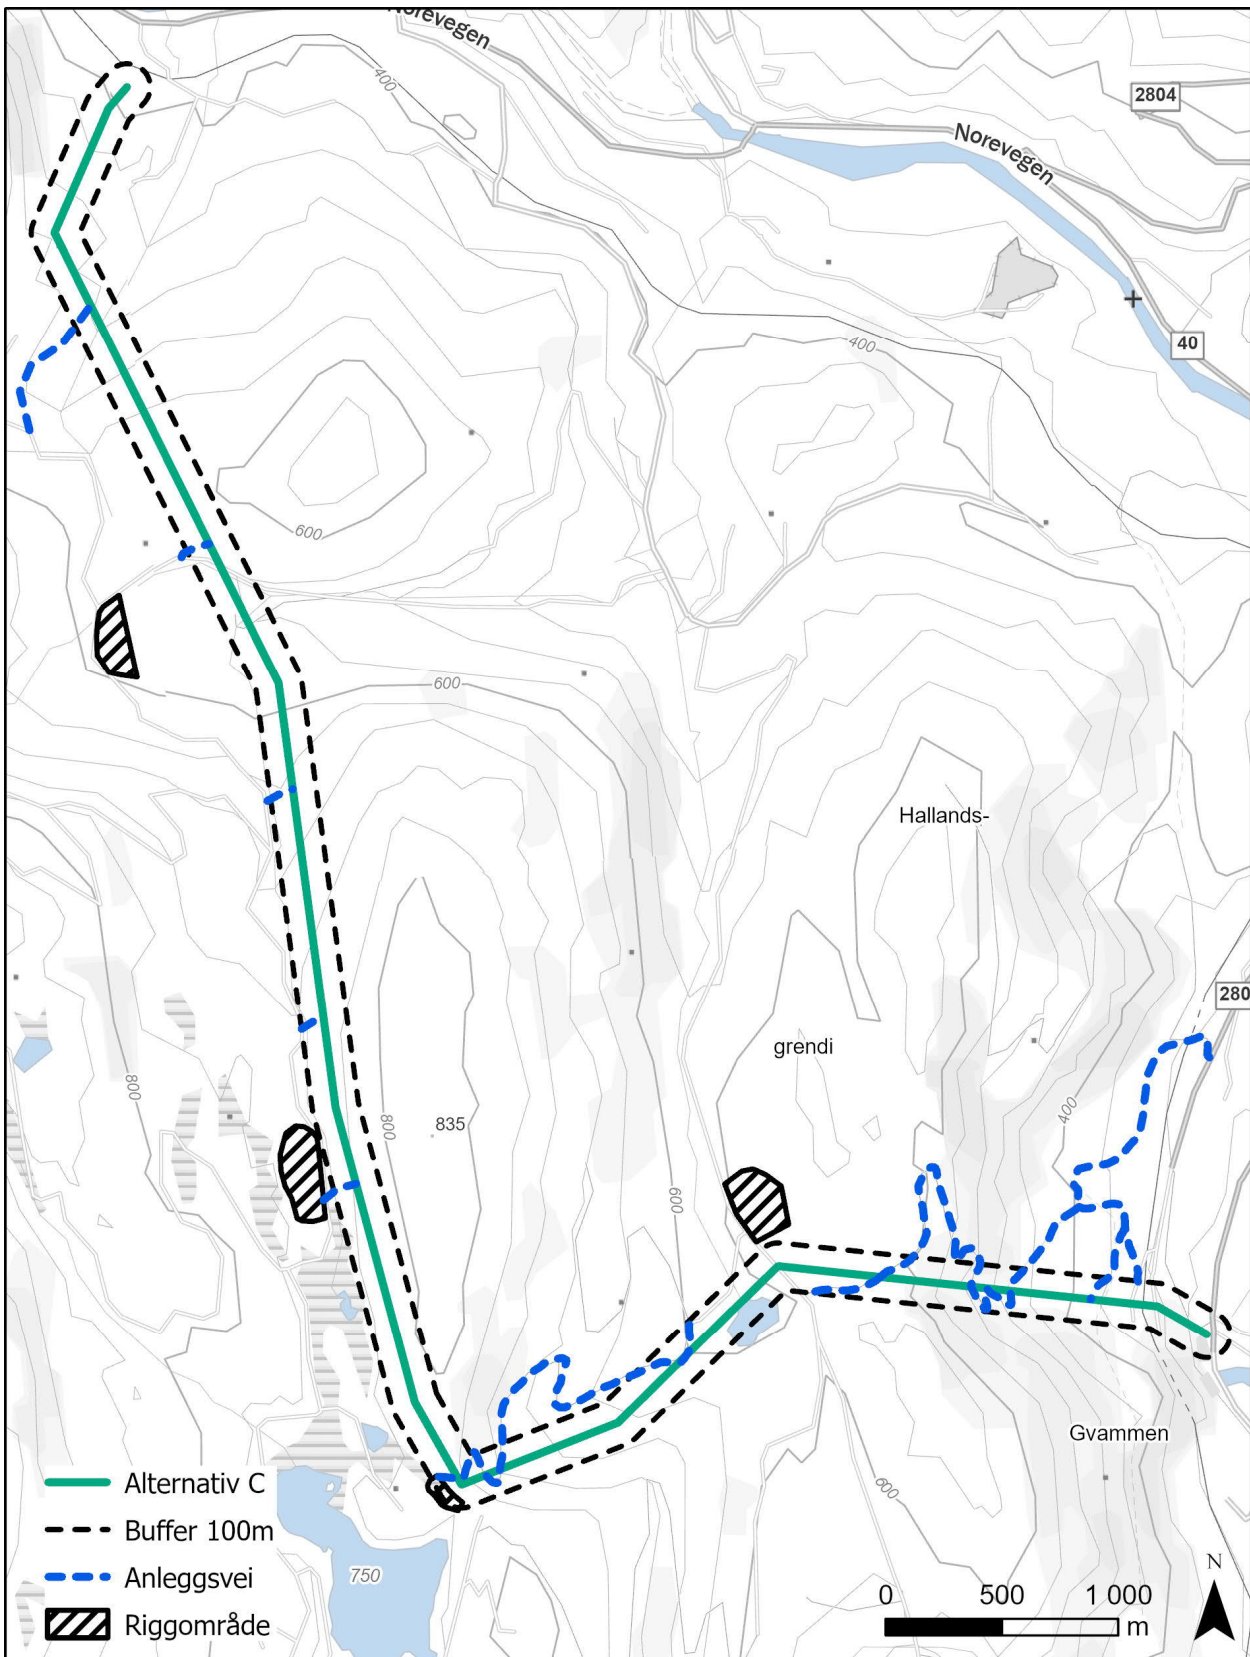 Norevegen
400
2804
Norevegen
40
400
600
600
Hallands-
280
grendi
800
800
835
400
600
Gvammen
600
Alternativ C
Buffer 100m
Anleggsvei
Riggområde
750
0 500 1 000
m
N